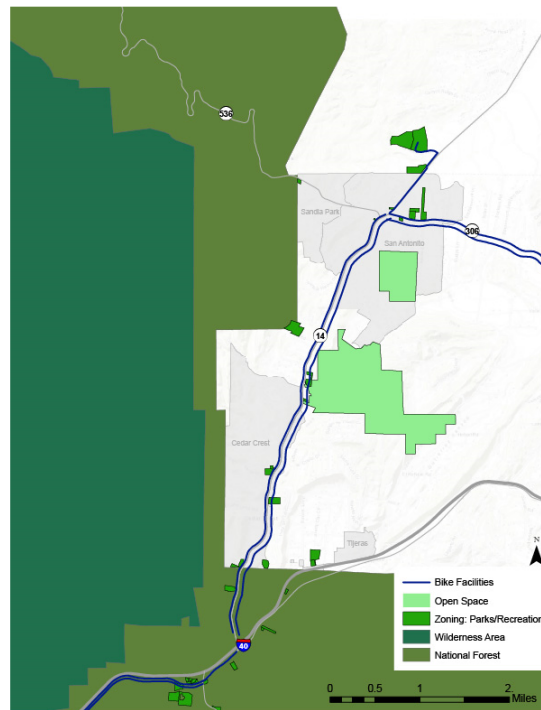 536
Sandia Park
306
San Antonito
14
Cedar Crest
Tijeras
N
Bike Facilities
Open Space
Zoning: Parks/Recreation
Wilderness Area
National Forest
40
0 0.5 1 2.
Miles